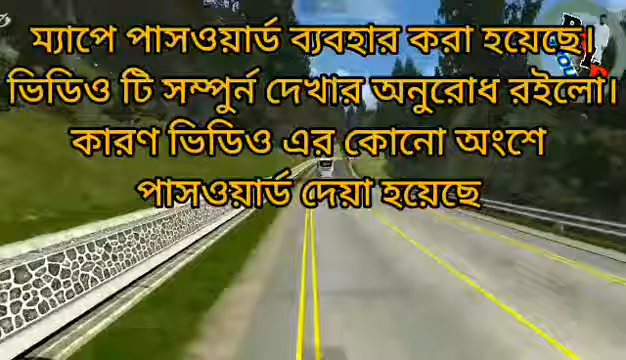 ম্যাপে পাসওয়ার্ড ব্যবহার করা হয়েছে।
ভিডিও টি সম্পুর্ন দেখার অনুরোধ রইলো।
কারণ ভিডিও এর কোনো অংশে
পাসওয়ার্ড দেয়া হয়েছে